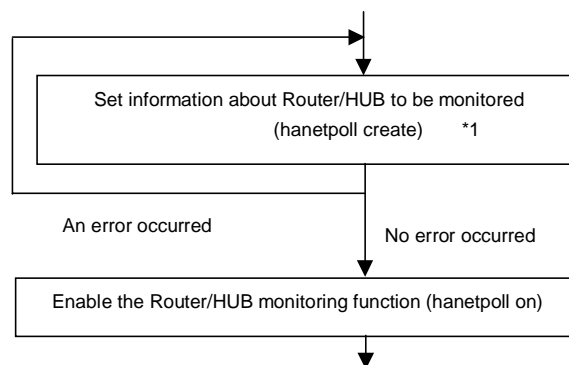 Set information about Router/HUB to be monitored
(hanetpoll create) *1
An error occurred
No error occurred
Enable the Router/HUB monitoring function (hanetpoll on)